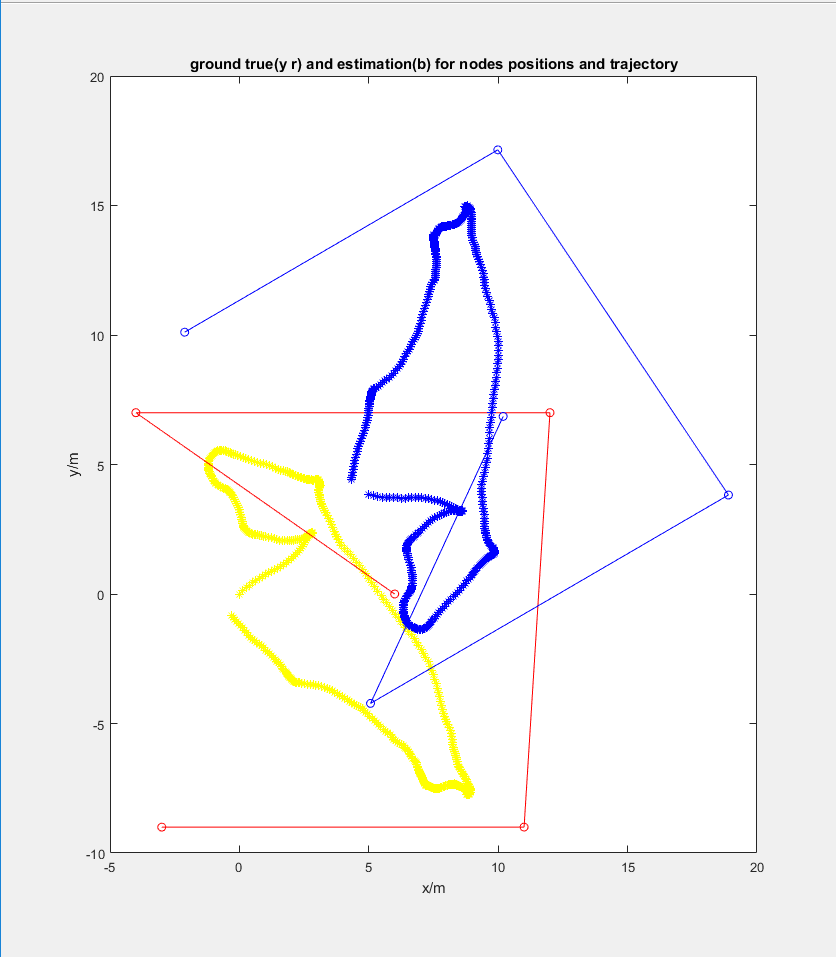 ground true(y r) and estimation(b) for nodes positions and trajectory
20
15
10
5
0
-5
-10
y/m
-5 0 5 10 15 20
x/m